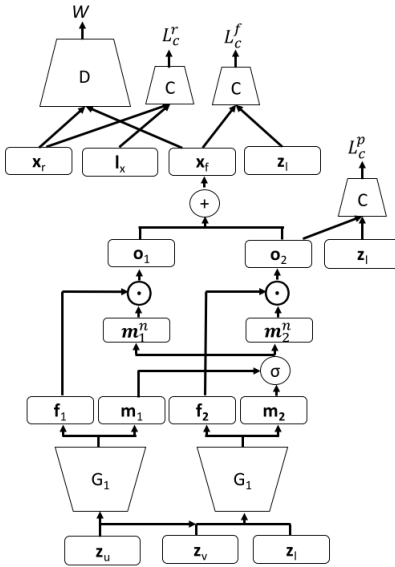 W
L_c^r
L_c^f
D
C
C
x_r
l_x
x_f
z_l
L_c^p
+
C
o_1
o_2
z_l
m_1^n
m_2^n
σ
f_1
m_1
f_2
m_2
G_1
G_1
z_u
z_v
z_l